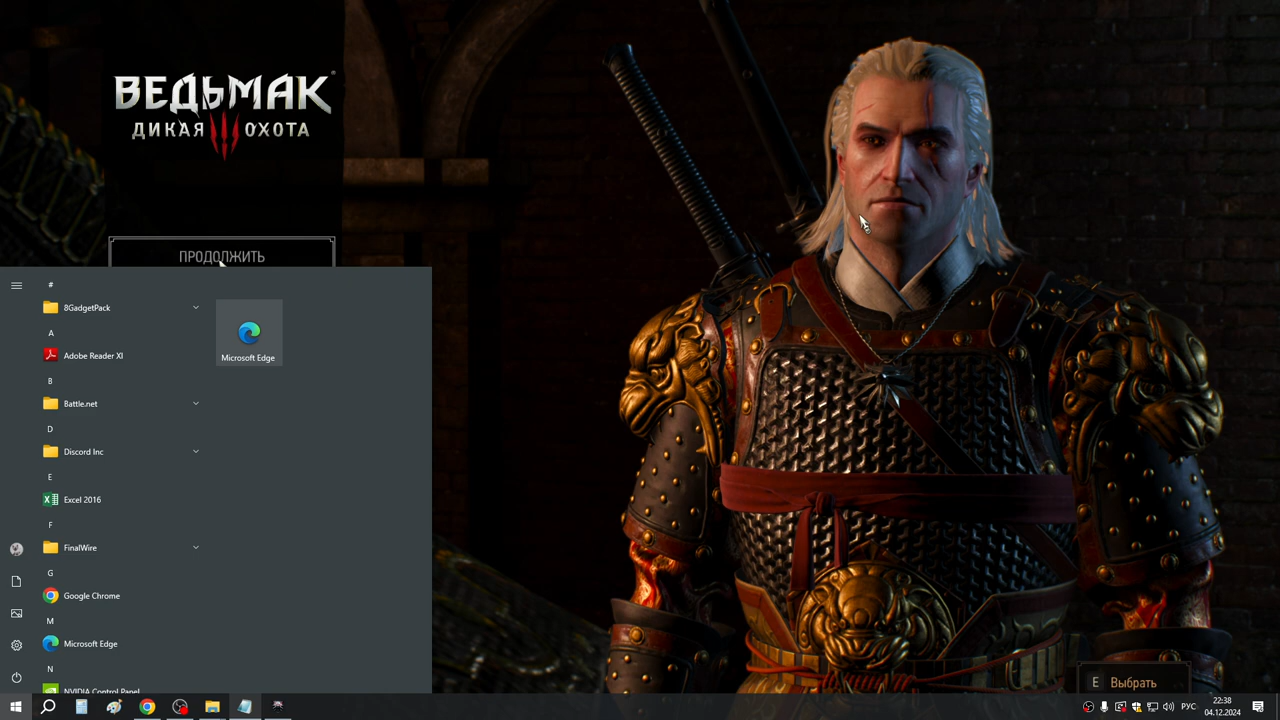 ВЕДЬМАК
ДИКАЯ III ОХОТА
ПРОДОЛЖИТЬ
#
8GadgetPack
A
Adobe Reader XI
B
Battle.net
D
Discord Inc
E
Excel 2016
F
FinalWire
G
Google Chrome
M
Microsoft Edge
N
NVIDIA Control Panel
Microsoft Edge
E Выбрать
РУС
22:38
04.12.2024